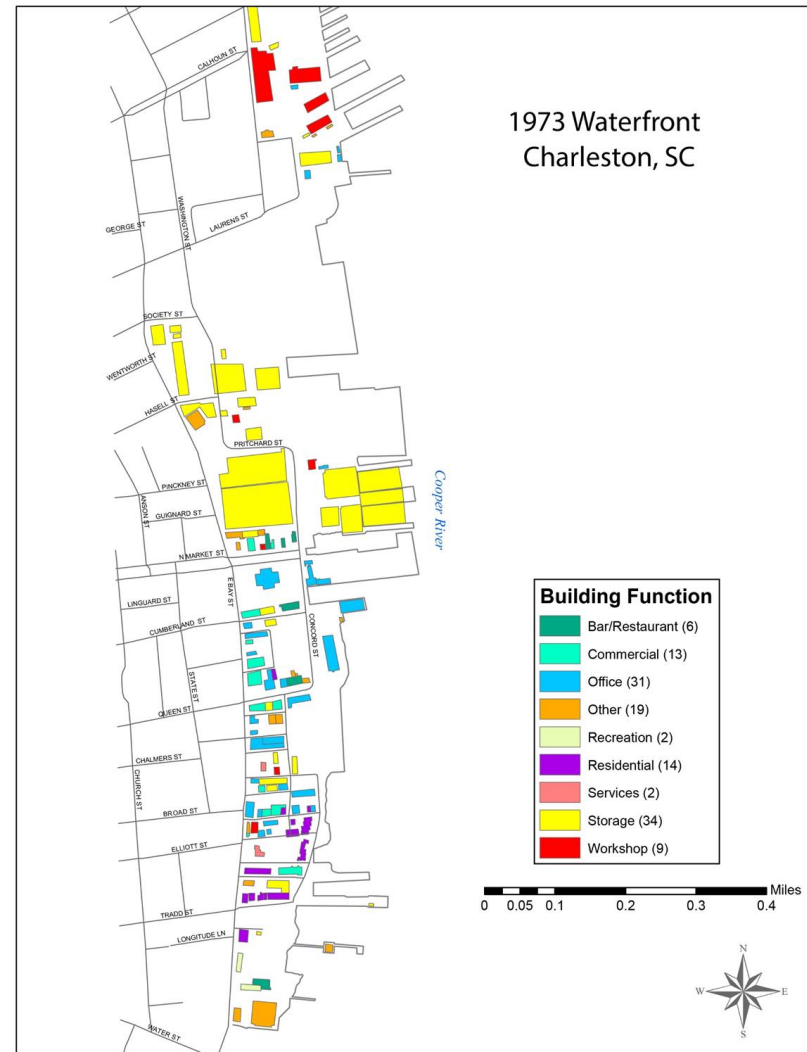 1973 Waterfront
Charleston, SC
CALHOUN ST
WASHINGTON ST
GEORGE ST
LAURENS ST
SOCIETY ST
WENTWORTH ST
HASELL ST
PRITCHARD ST
PINCKNEY ST
ANSON ST
GUIGNARD ST
Cooper River
N MARKET ST
E BAY ST
LINGUARD ST
CUMBERLAND ST
CONCORD ST
STATE ST
QUEEN ST
CHALMERS ST
CHURCH ST
BROAD ST
ELLIOTT ST
TRADD ST
LONGITUDE LN
WATER ST
Building Function
Bar/Restaurant (6)
Commercial (13)
Office (31)
Other (19)
Recreation (2)
Residential (14)
Services (2)
Storage (34)
Workshop (9)
Miles
0 0.05 0.1 0.2 0.3 0.4
N
W E
S